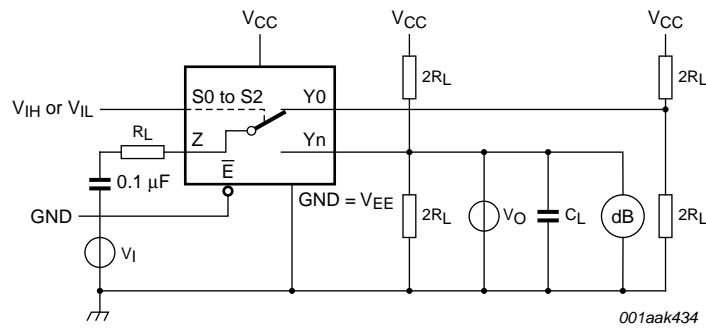 VCC VCC VCC
2RL 2RL
S0 to S2 Y0
VIH or VIL
RL Z Yn
E
0.1 μF
GND = VEE
GND 2RL VO CL dB 2RL
VI
001aak434